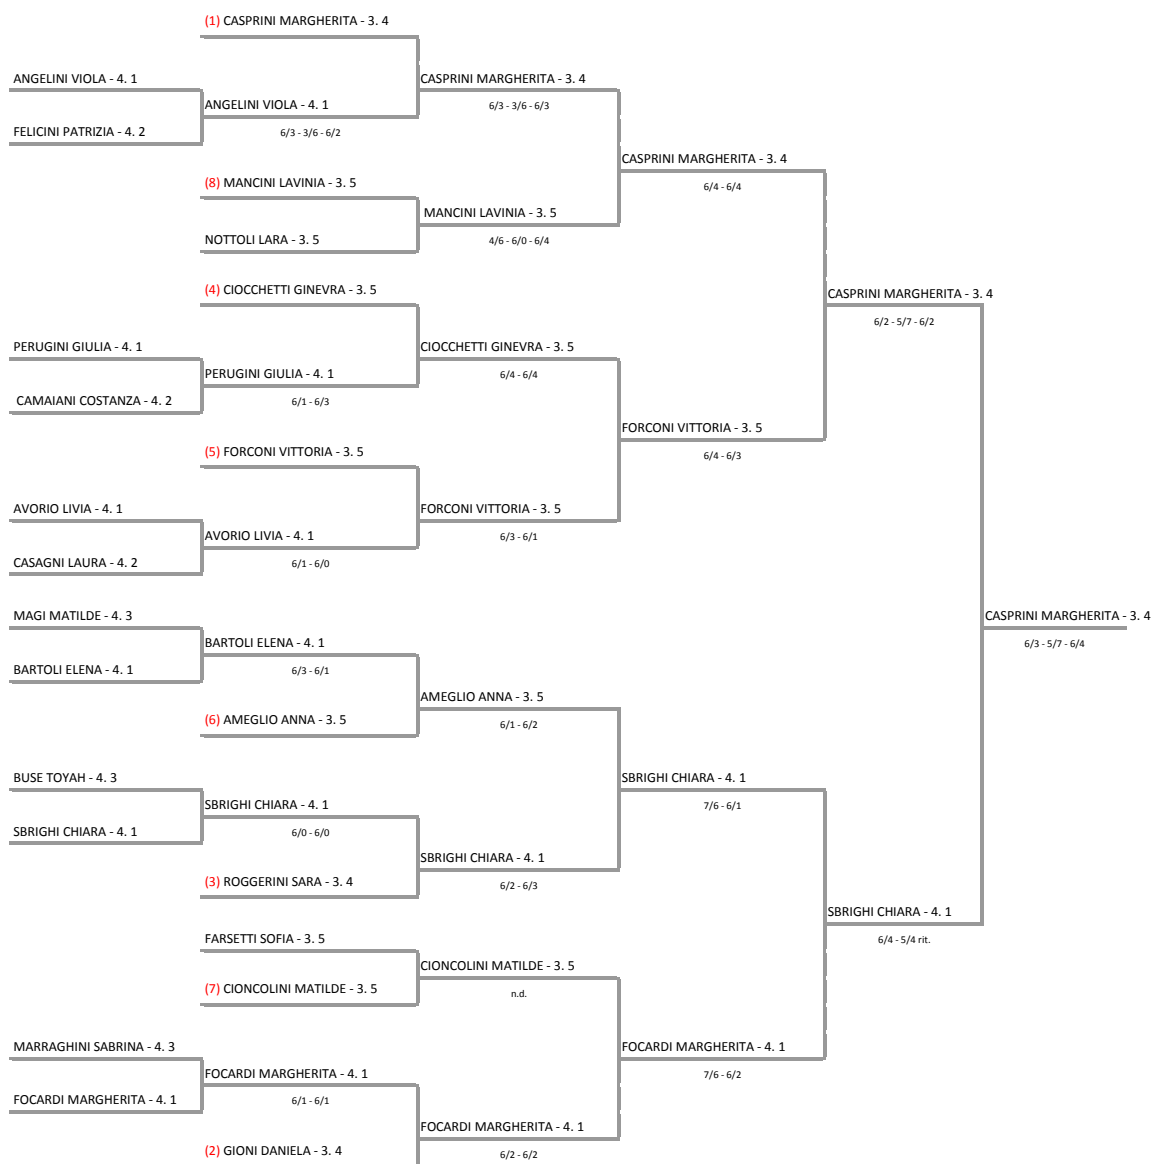 (1) CASPRINI MARGHERITA - 3. 4
ANGELINI VIOLA - 4. 1
CASPRINI MARGHERITA - 3. 4
ANGELINI VIOLA - 4. 1
6/3 - 3/6 - 6/3
FELICINI PATRIZIA - 4. 2
6/3 - 3/6 - 6/2
CASPRINI MARGHERITA - 3. 4
(8) MANCINI LAVINIA - 3. 5
6/4 - 6/4
MANCINI LAVINIA - 3. 5
NOTTOLI LARA - 3. 5
4/6 - 6/0 - 6/4
(4) CIOCCHETTI GINEVRA - 3. 5
CASPRINI MARGHERITA - 3. 4
6/2 - 5/7 - 6/2
PERUGINI GIULIA - 4. 1
CIOCCHETTI GINEVRA - 3. 5
PERUGINI GIULIA - 4. 1
6/4 - 6/4
CAMAIANI COSTANZA - 4. 2
6/1 - 6/3
FORCONI VITTORIA - 3. 5
(5) FORCONI VITTORIA - 3. 5
6/4 - 6/3
AVORIO LIVIA - 4. 1
FORCONI VITTORIA - 3. 5
AVORIO LIVIA - 4. 1
6/3 - 6/1
CASAGNI LAURA - 4. 2
6/1 - 6/0
MAGI MATILDE - 4. 3
CASPRINI MARGHERITA - 3. 4
BARTOLI ELENA - 4. 1
6/3 - 5/7 - 6/4
BARTOLI ELENA - 4. 1
6/3 - 6/1
AMEGLIO ANNA - 3. 5
(6) AMEGLIO ANNA - 3. 5
6/1 - 6/2
BUSE TOYAH - 4. 3
SBRIGHI CHIARA - 4. 1
SBRIGHI CHIARA - 4. 1
7/6 - 6/1
SBRIGHI CHIARA - 4. 1
6/0 - 6/0
SBRIGHI CHIARA - 4. 1
(3) ROGGERINI SARA - 3. 4
6/2 - 6/3
SBRIGHI CHIARA - 4. 1
FARSETTI SOFIA - 3. 5
6/4 - 5/4 rit.
CIONCOLINI MATILDE - 3. 5
(7) CIONCOLINI MATILDE - 3. 5
n.d.
MARRAGHINI SABRINA - 4. 3
FOCARDI MARGHERITA - 4. 1
FOCARDI MARGHERITA - 4. 1
7/6 - 6/2
FOCARDI MARGHERITA - 4. 1
6/1 - 6/1
FOCARDI MARGHERITA - 4. 1
(2) GIONI DANIELA - 3. 4
6/2 - 6/2